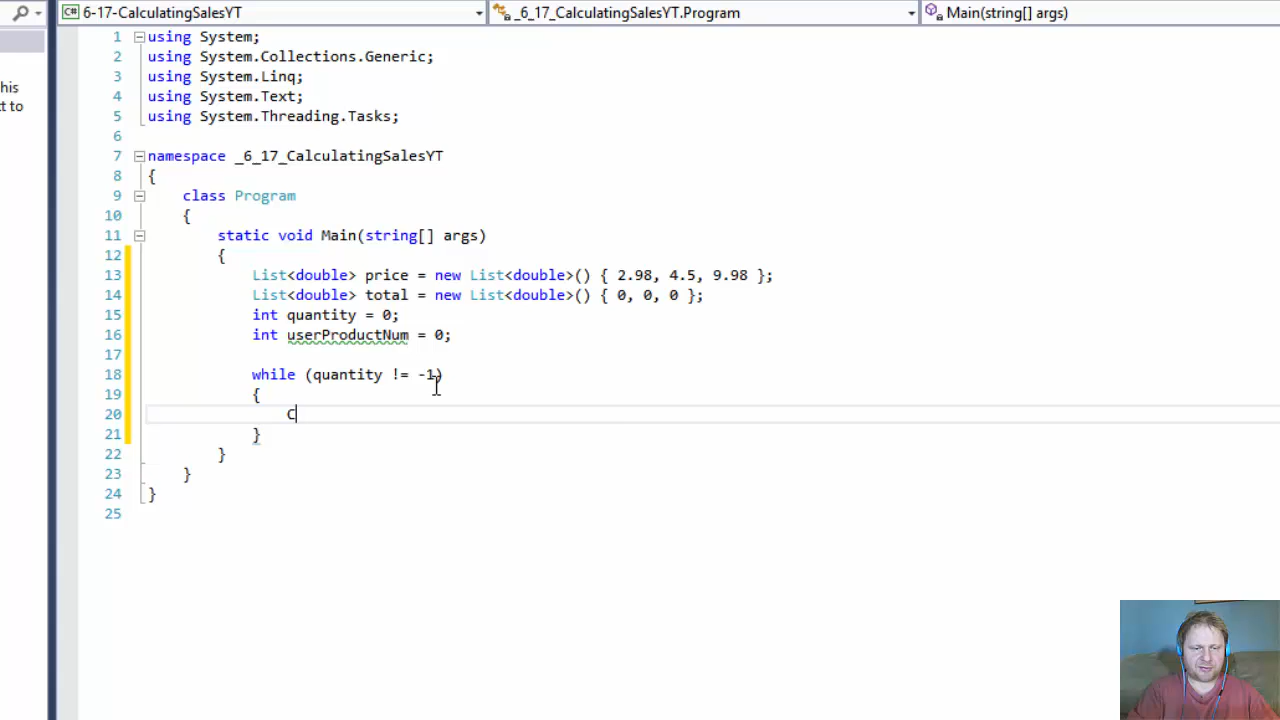 6-17-CalculatingSalesYT
_6_17_CalculatingSalesYT.Program
Main(string[] args)
his
t to
1 using System;
2 using System.Collections.Generic;
3 using System.Linq;
4 using System.Text;
5 using System.Threading.Tasks;
6
7 namespace _6_17_CalculatingSalesYT
8 {
9 class Program
10 {
11 static void Main(string[] args)
12 {
13 List<double> price = new List<double>() { 2.98, 4.5, 9.98 };
14 List<double> total = new List<double>() { 0, 0, 0 };
15 int quantity = 0;
16 int userProductNum = 0;
17
18 while (quantity != -1)
19 {
20 C
21 }
22 }
23 }
24 }
25